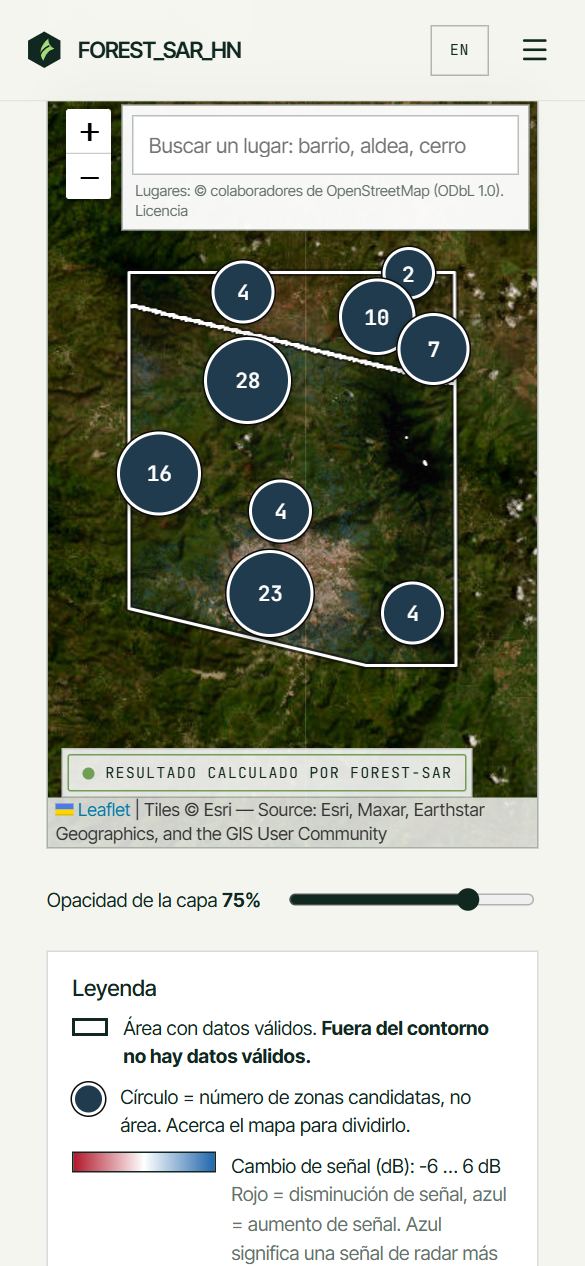 FOREST_SAR_HN
EN
+
−
Buscar un lugar: barrio, aldea, cerro
Lugares: © colaboradores de OpenStreetMap (ODbL 1.0).
Licencia
2
4
10
7
28
16
4
23
4
RESULTADO CALCULADO POR FOREST-SAR
Leaflet | Tiles © Esri — Source: Esri, Maxar, Earthstar
Geographics, and the GIS User Community
Opacidad de la capa 75%
Leyenda
Área con datos válidos. Fuera del contorno
no hay datos válidos.
Círculo = número de zonas candidatas, no
área. Acerca el mapa para dividirlo.
Cambio de señal (dB): -6 … 6 dB
Rojo = disminución de señal, azul
= aumento de señal. Azul
significa una señal de radar más